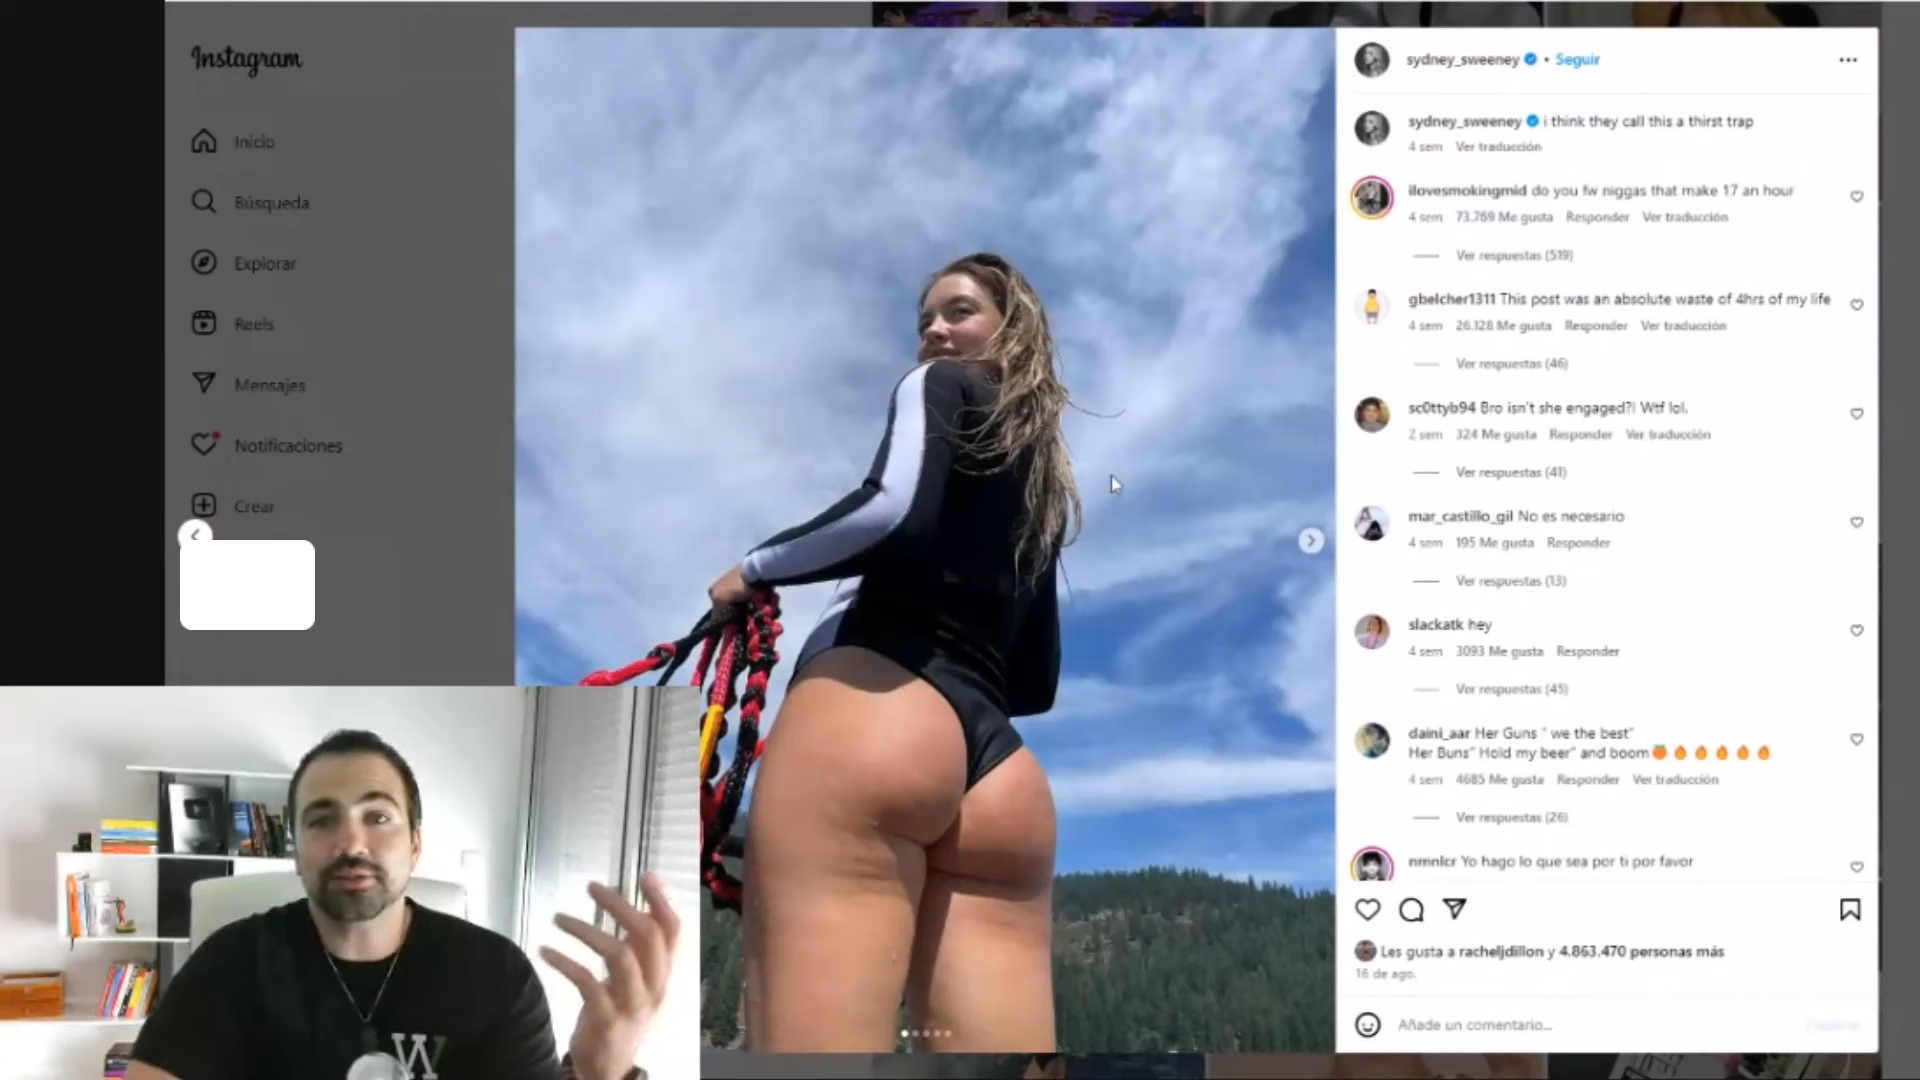 Instagram
Inicio
Búsqueda
Explorar
Reels
Mensajes
Notificaciones
Crear
sydney_sweeney • Seguir
sydney_sweeney i think they call this a thirst trap
4 sem Ver traducción
ilovesmokingmid do you fw niggas that make 17 an hour
4 sem 73.769 Me gusta Responder Ver traducción
Ver respuestas (519)
gbelcher1311 This post was an absolute waste of 4hrs of my life
4 sem 26.128 Me gusta Responder Ver traducción
Ver respuestas (46)
sc0ttyb94 Bro isn't she engaged?! Wtf lol.
2 sem 324 Me gusta Responder Ver traducción
Ver respuestas (41)
mar_castillo_gil No es necesario
4 sem 195 Me gusta Responder
Ver respuestas (13)
slackatk hey
4 sem 3093 Me gusta Responder
Ver respuestas (45)
daini_aar Her Guns " we the best"
Her Buns" Hold my beer" and boom
4 sem 4685 Me gusta Responder Ver traducción
Ver respuestas (26)
nmnlcr Yo hago lo que sea por ti por favor
Les gusta a racheljdillon y 4.863.470 personas más
16 de ago.
Añade un comentario...
W